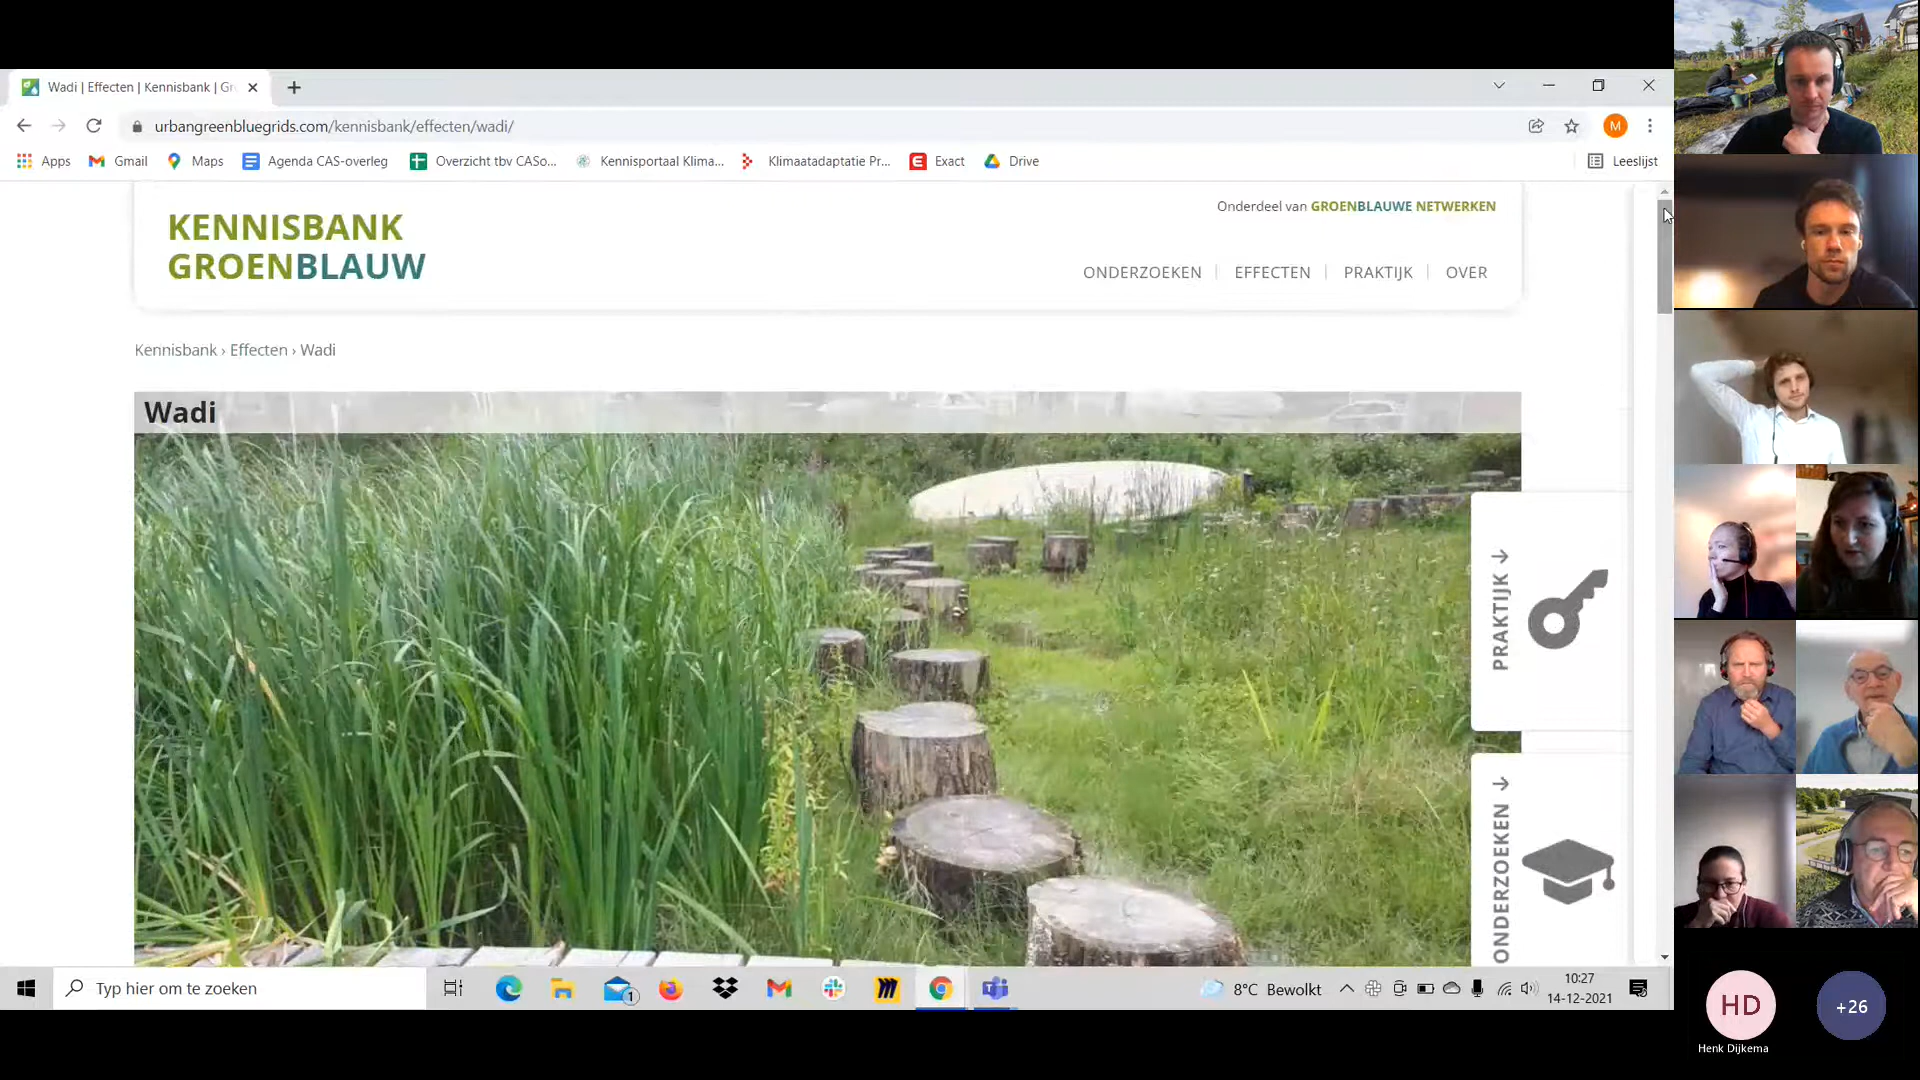 Wadi | Effecten | Kennisbank | Gr
urbangreenbluegrids.com/kennisbank/effecten/wadi/
M
Apps
Gmail
Maps
Agenda CAS-overleg
Overzicht tbv CASo...
Kennisportaal Klima...
Klimaatadaptatie Pr...
Exact
Drive
Leeslijst
KENNISBANK
GROENBLAUW
Onderdeel van GROENBLAUWE NETWERKEN
ONDERZOEKEN
EFFECTEN
PRAKTIJK
OVER
Kennisbank › Effecten › Wadi
Wadi
PRAKTIJK →
ONDERZOEKEN →
Typ hier om te zoeken
1
8°C Bewolkt
10:27
14-12-2021
HD
Henk Dijkema
+26